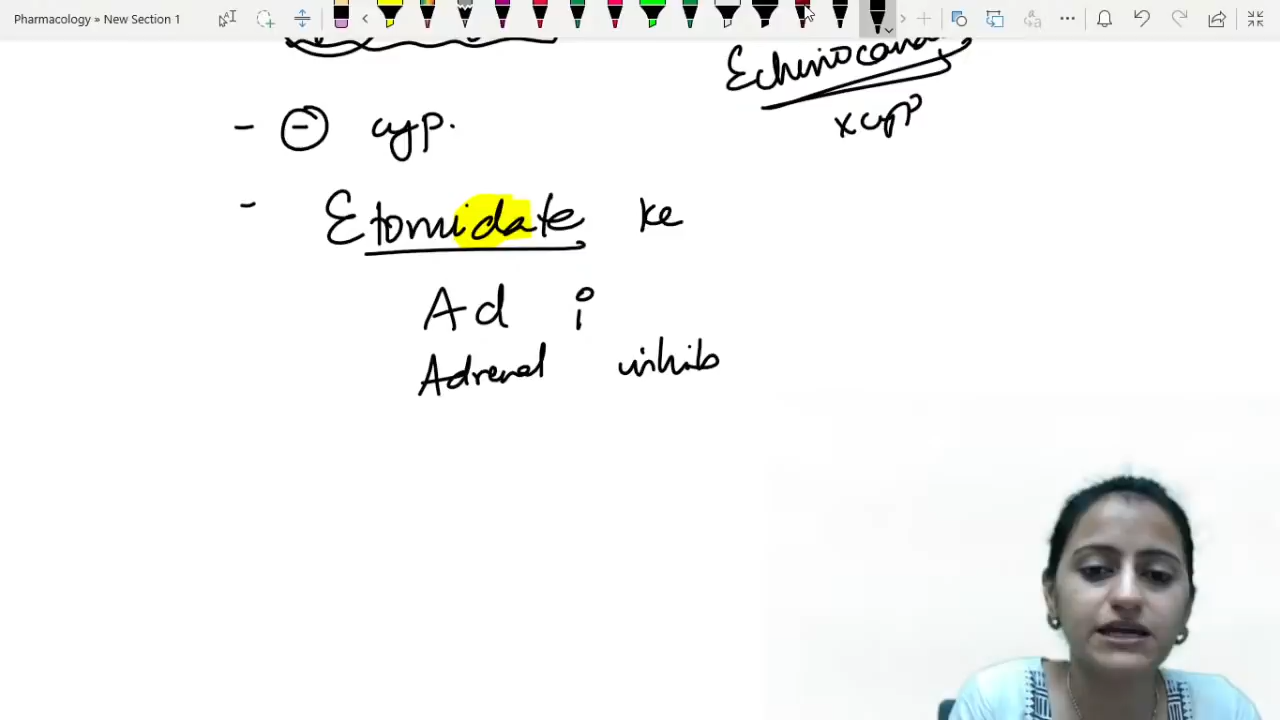 Pharmacology » New Section 1
Echinocand
x cyp
- ⊖ cyp.
- Etomidate ke
Ad i
Adrenal inhib